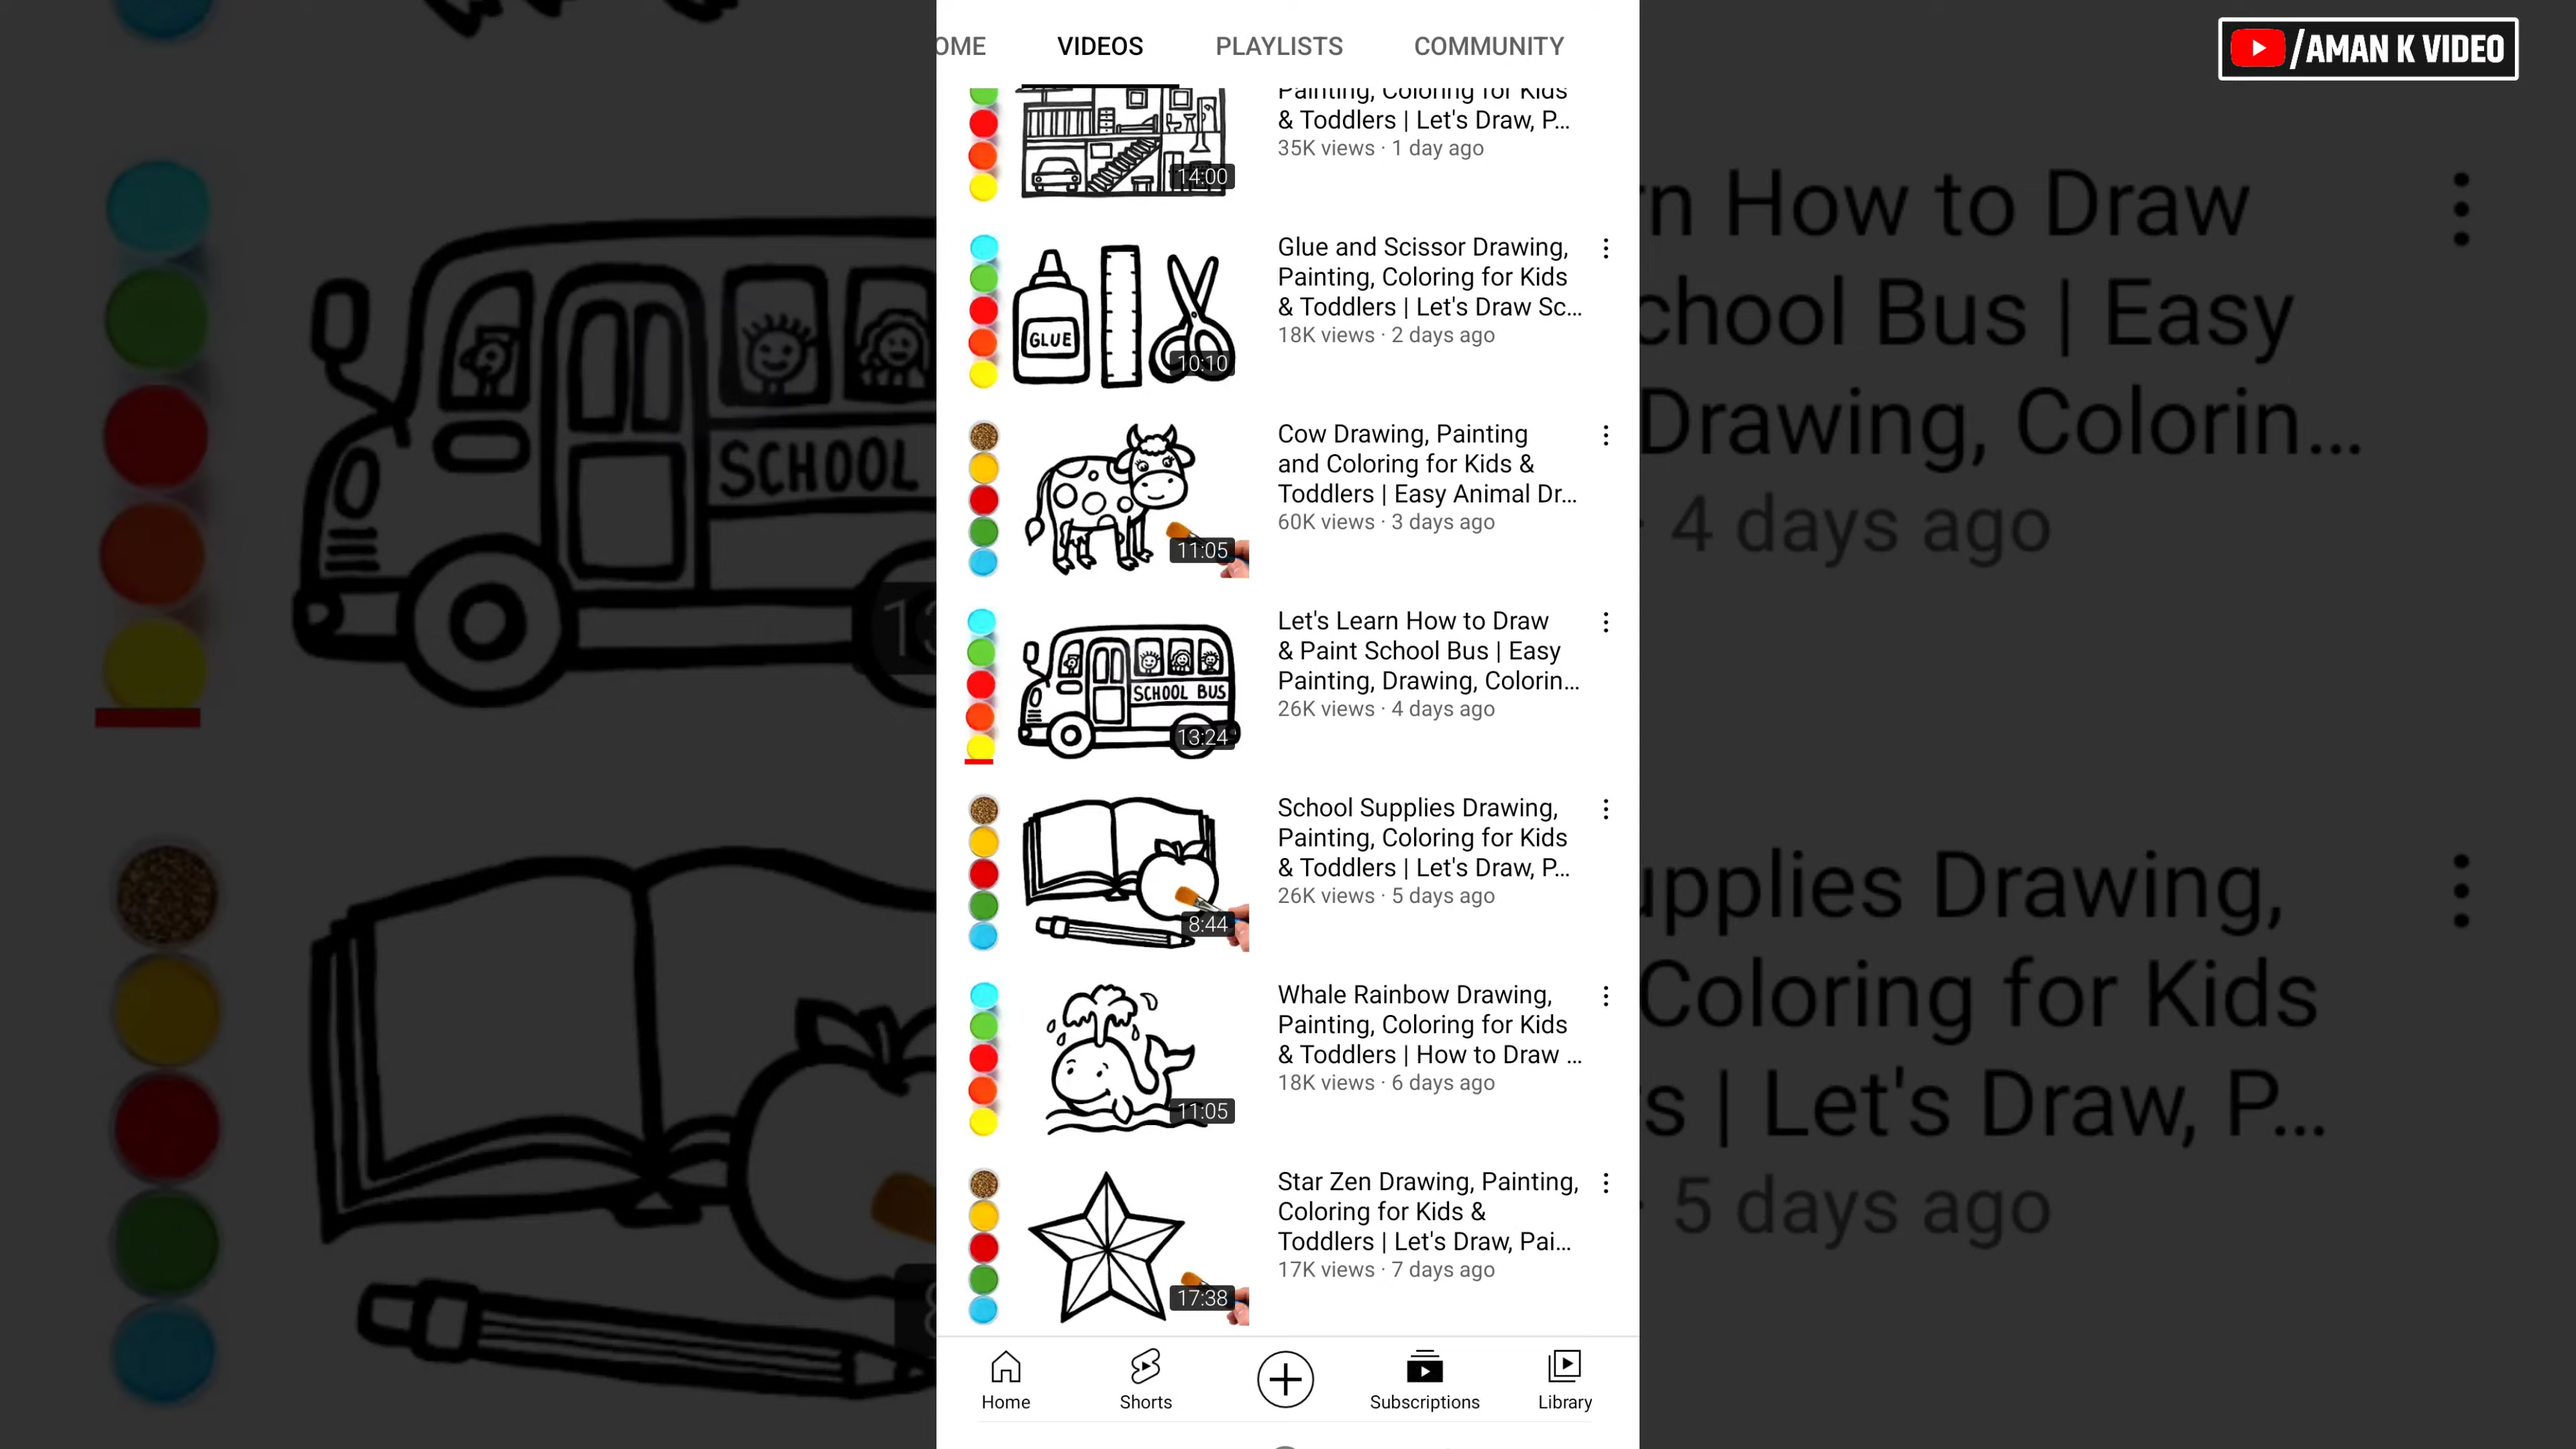 /AMAN K VIDEO
OME VIDEOS PLAYLISTS COMMUNITY
Painting, Coloring for Kids
& Toddlers | Let's Draw, P...
35K views · 1 day ago
14:00
Glue and Scissor Drawing,
Painting, Coloring for Kids
& Toddlers | Let's Draw Sc...
18K views · 2 days ago
GLUE
10:10
Cow Drawing, Painting
and Coloring for Kids &
Toddlers | Easy Animal Dr...
60K views · 3 days ago
11:05
Let's Learn How to Draw
& Paint School Bus | Easy
Painting, Drawing, Colorin...
26K views · 4 days ago
SCHOOL BUS
13:24
School Supplies Drawing,
Painting, Coloring for Kids
& Toddlers | Let's Draw, P...
26K views · 5 days ago
8:44
Whale Rainbow Drawing,
Painting, Coloring for Kids
& Toddlers | How to Draw ...
18K views · 6 days ago
11:05
Star Zen Drawing, Painting,
Coloring for Kids &
Toddlers | Let's Draw, Pai...
17K views · 7 days ago
17:38
Home Shorts Subscriptions Library
SCHOOL
13
n How to Draw
chool Bus | Easy
Drawing, Colorin...
4 days ago
upplies Drawing,
Coloring for Kids
s | Let's Draw, P...
5 days ago